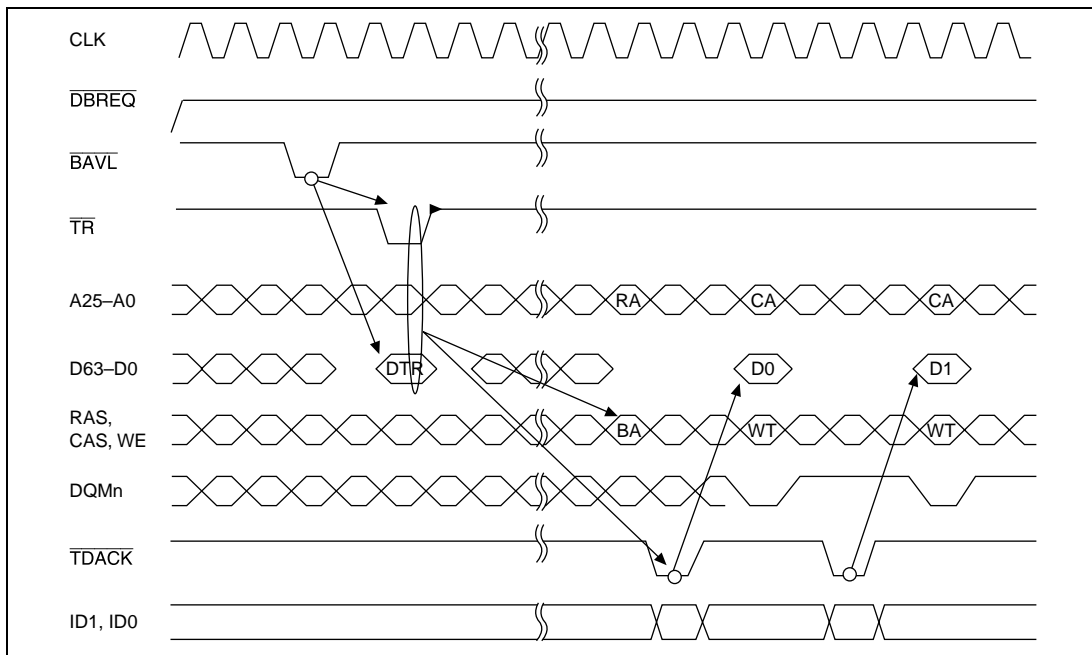 CLK
DBREQ
BAVL
TR
A25–A0 RA CA CA
D63–D0 DTR D0 D1
RAS,
CAS, WE BA WT WT
DQMn
TDACK
ID1, ID0